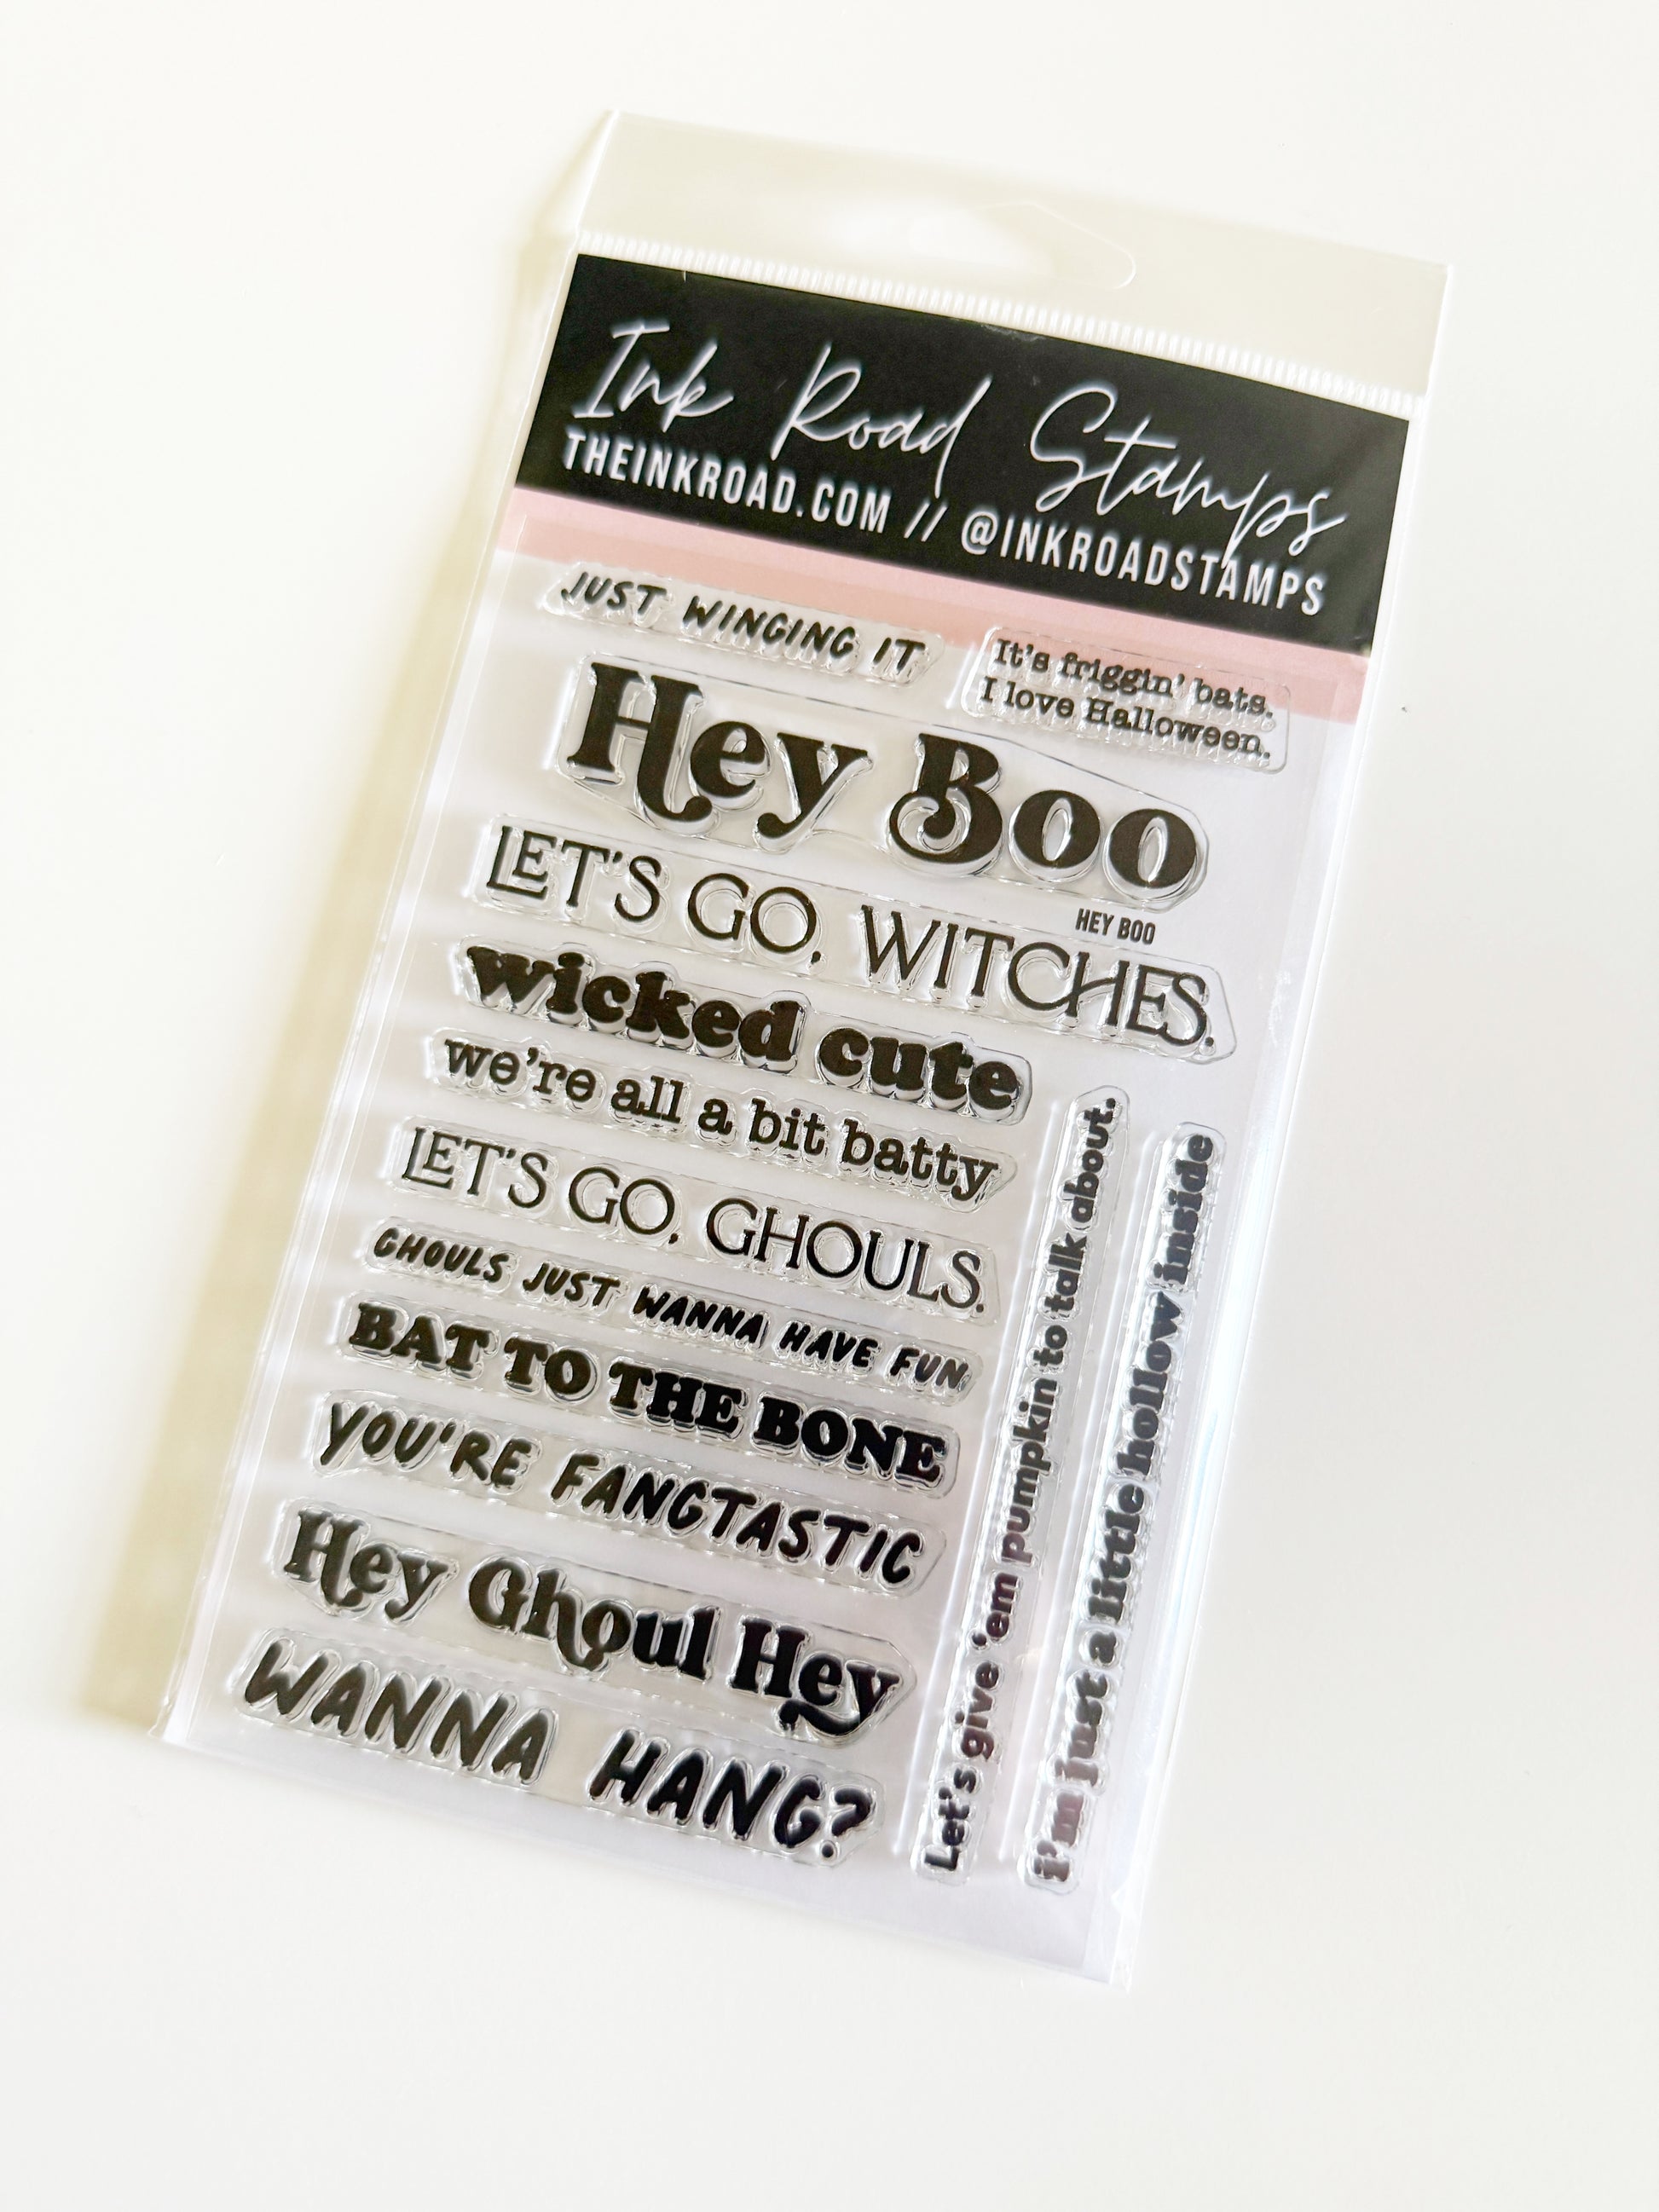 Ink Road Stamps
THEINKROAD.COM // @INKROADSTAMPS
JUST WINGING IT
It's friggin' bats.
I love Halloween.
Hey Boo
HEY BOO
LET'S GO, WITCHES.
wicked cute
we're all a bit batty
LET'S GO, GHOULS.
GHOULS JUST WANNA HAVE FUN
BAT TO THE BONE
YOU'RE FANGTASTIC
Hey Ghoul Hey
WANNA HANG?
Let's give 'em pumpkin to talk about.
i'm just a little hollow inside